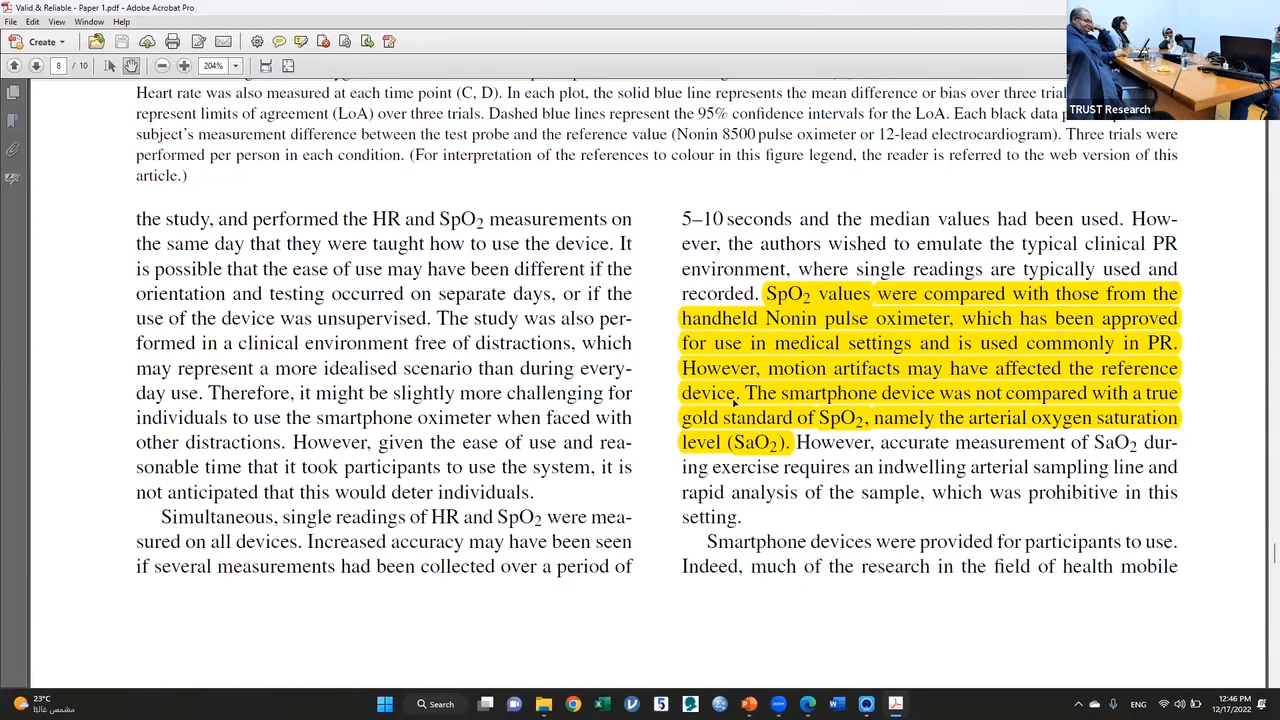 Valid & Reliable - Paper 1.pdf - Adobe Acrobat Pro
File Edit View Window Help
Create
8 / 10
204%
TRUST Research
Heart rate was also measured at each time point (C, D). In each plot, the solid blue line represents the mean difference or bias over three tria
represent limits of agreement (LoA) over three trials. Dashed blue lines represent the 95% confidence intervals for the LoA. Each black data p
subject's measurement difference between the test probe and the reference value (Nonin 8500 pulse oximeter or 12-lead electrocardiogram). Three trials were
performed per person in each condition. (For interpretation of the references to colour in this figure legend, the reader is referred to the web version of this
article.)
the study, and performed the HR and SpO2 measurements on
the same day that they were taught how to use the device. It
is possible that the ease of use may have been different if the
orientation and testing occurred on separate days, or if the
use of the device was unsupervised. The study was also per-
formed in a clinical environment free of distractions, which
may represent a more idealised scenario than during every-
day use. Therefore, it might be slightly more challenging for
individuals to use the smartphone oximeter when faced with
other distractions. However, given the ease of use and rea-
sonable time that it took participants to use the system, it is
not anticipated that this would deter individuals.
Simultaneous, single readings of HR and SpO2 were mea-
sured on all devices. Increased accuracy may have been seen
if several measurements had been collected over a period of
5–10 seconds and the median values had been used. How-
ever, the authors wished to emulate the typical clinical PR
environment, where single readings are typically used and
recorded. SpO2 values were compared with those from the
handheld Nonin pulse oximeter, which has been approved
for use in medical settings and is used commonly in PR.
However, motion artifacts may have affected the reference
device. The smartphone device was not compared with a true
gold standard of SpO2, namely the arterial oxygen saturation
level (SaO2). However, accurate measurement of SaO2 dur-
ing exercise requires an indwelling arterial sampling line and
rapid analysis of the sample, which was prohibitive in this
setting.
Smartphone devices were provided for participants to use.
Indeed, much of the research in the field of health mobile
23°C
مشمس غالبًا
Search
ENG
12:46 PM
12/17/2022